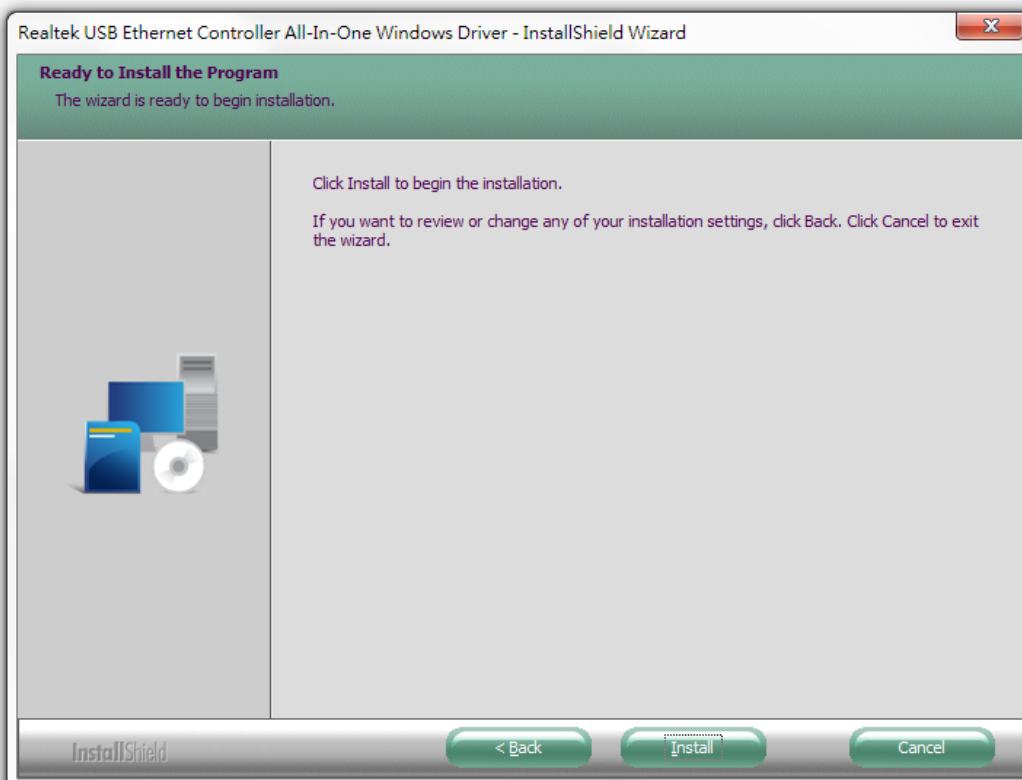 Realtek USB Ethernet Controller All-In-One Windows Driver - InstallShield Wizard
Ready to Install the Program
The wizard is ready to begin installation.
Click Install to begin the installation.
If you want to review or change any of your installation settings, click Back. Click Cancel to exit
the wizard.
InstallShield
< Back
Install
Cancel